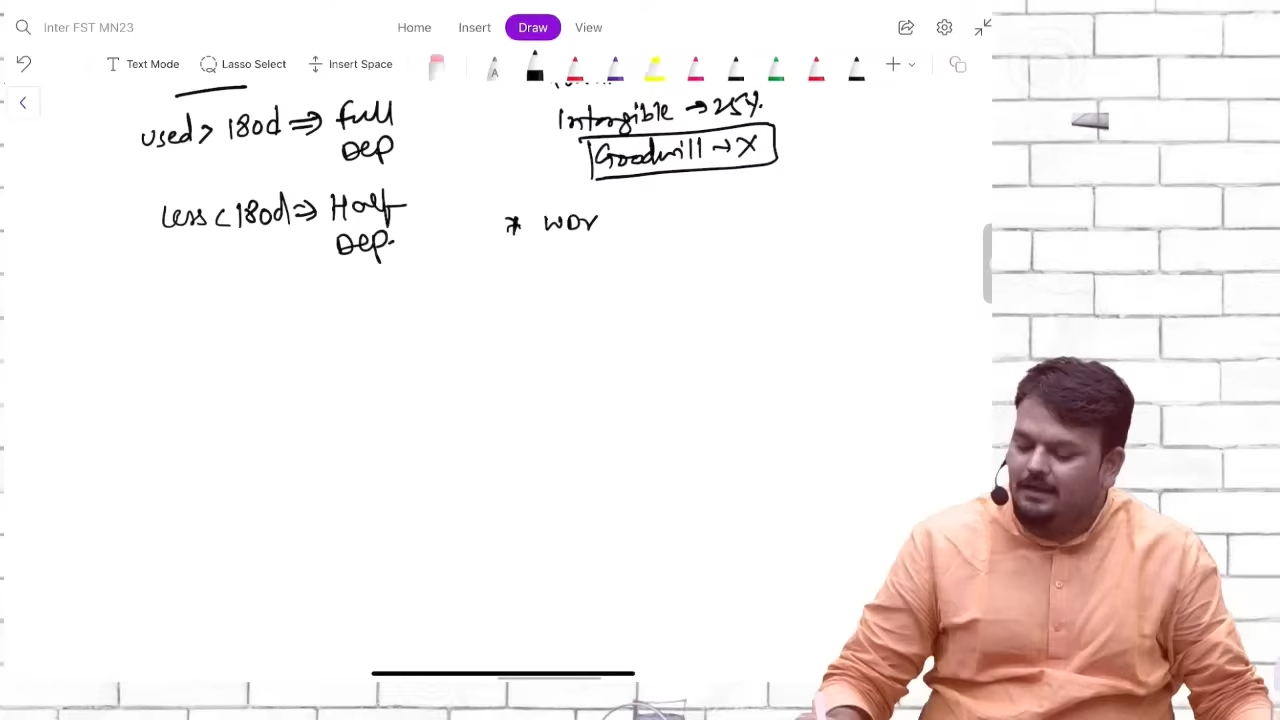 Inter FST MN23
Home Insert Draw View
Text Mode Lasso Select Insert Space
used > 180d ⇒ Full
Dep
Less < 180d ⇒ Half
Dep.
Intangible → 25%.
Goodwill → X
* WDV